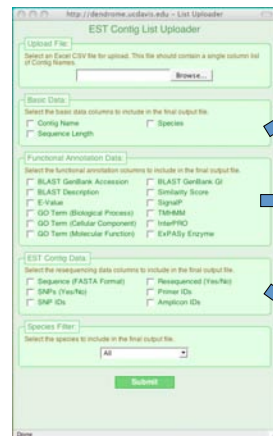 http://dendrome.ucdavis.edu - List Uploader
EST Contig List Uploader
Upload File:
Select an Excel CSV file for upload. This file should contain a single column list
of Contig Names.
Browse...
Basic Data:
Select the basic data columns to include in the final output file.
Contig Name Species
Sequence Length
Functional Annotation Data:
Select the functional annotation columns to include in the final output file.
BLAST GenBank Accession BLAST GenBank GI
BLAST Description Similarity Score
E-Value SignalP
GO Term (Biological Process) TMHMM
GO Term (Cellular Component) InterPRO
GO Term (Molecular Function) ExPASy Enzyme
EST Contig Data:
Select the resequencing data columns to include in the final output file.
Sequence (FASTA Format) Resequenced (Yes/No)
SNPs (Yes/No) Primer IDs
SNP IDs Amplicon IDs
Species Filter:
Select the species to include in the final output file.
All
Submit
Done